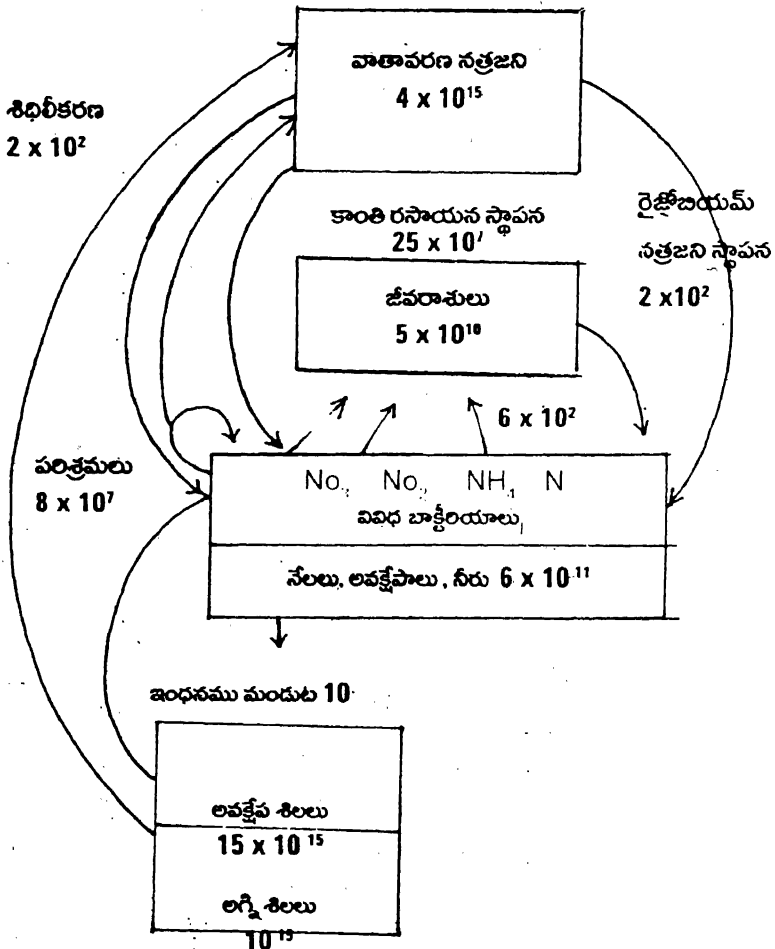 వాతావరణ నత్రజని
4 x 10¹⁵
శిధిలీకరణ
2 x 10²
కాంతి రసాయన స్థాపన
25 x 10⁷
రైజోబియమ్
నత్రజని స్థాపన
2 x10²
జీవరాశులు
5 x 10¹⁰
6 x 10²
పరిశ్రమలు
8 x 10⁷
No₃ No₂ NH₄ N
వివిధ బాక్టీరియాలు
నేలలు, అవక్షేపాలు, నీరు 6 x 10¹¹
ఇంధనము మండుట 10
అవక్షేప శిలలు
15 x 10¹⁵
అగ్ని శిలలు
10¹⁵